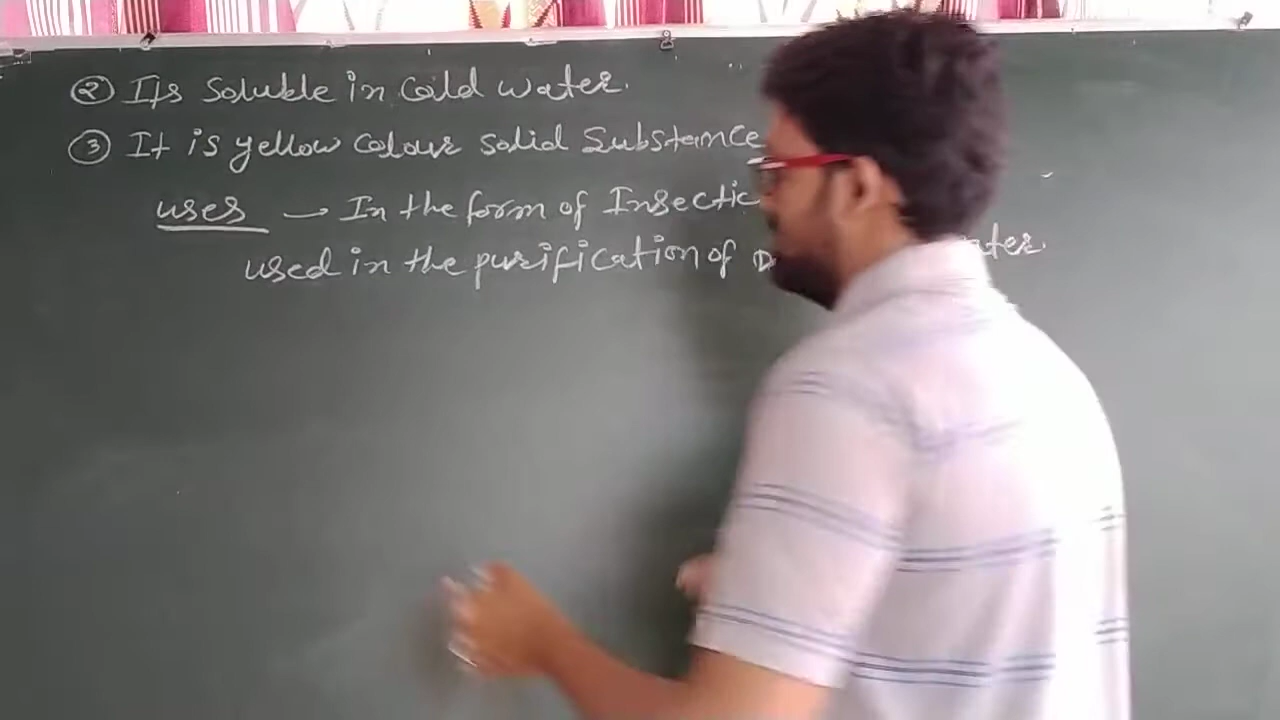 ② Its Soluble in Cold water.
③ It is yellow Colour Solid Substance
uses → In the form of Insectic
used in the purification of D ater